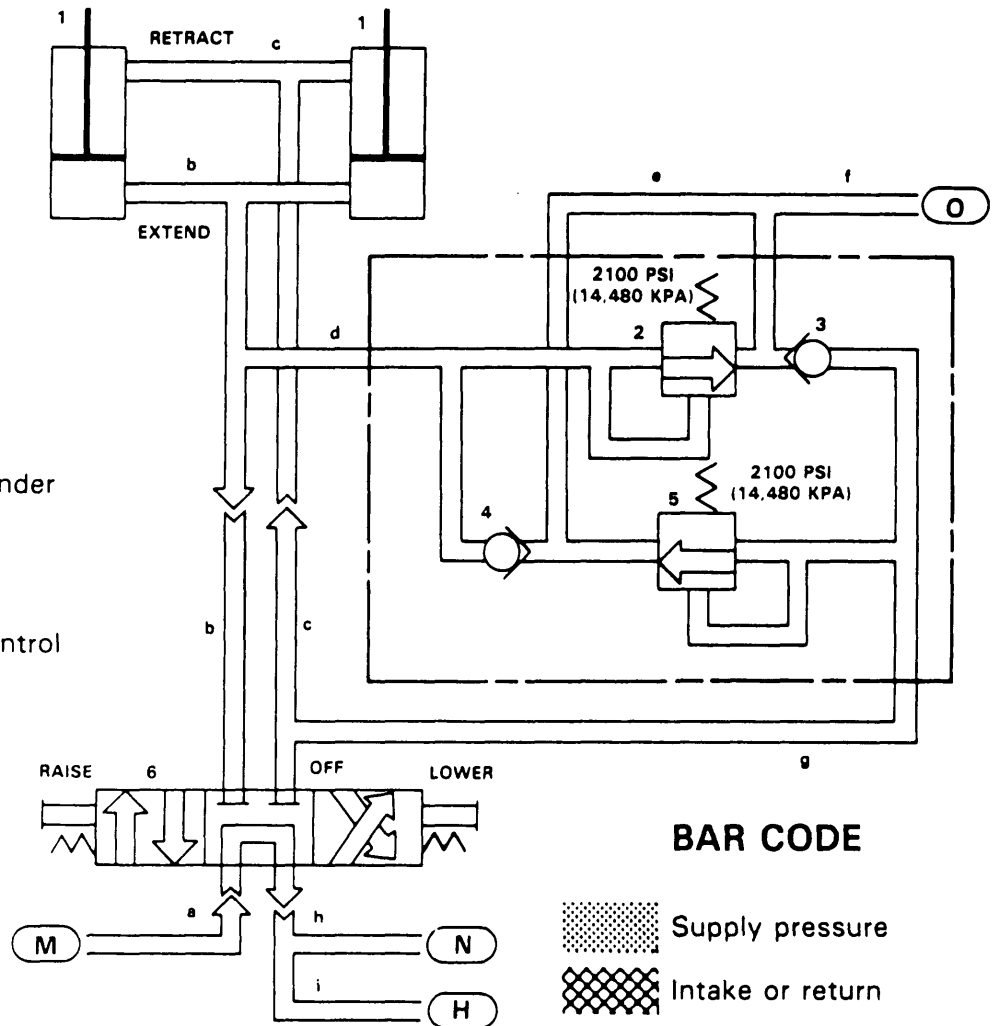 1
1
RETRACT
c
b
EXTEND
e
f
O
2100 PSI
(14,480 KPA)
2
3
d
2100 PSI
(14,480 KPA)
5
4
nder
ntrol
b
c
g
RAISE
6
OFF
LOWER
BAR CODE
a
h
M
N
Supply pressure
i
H
Intake or return